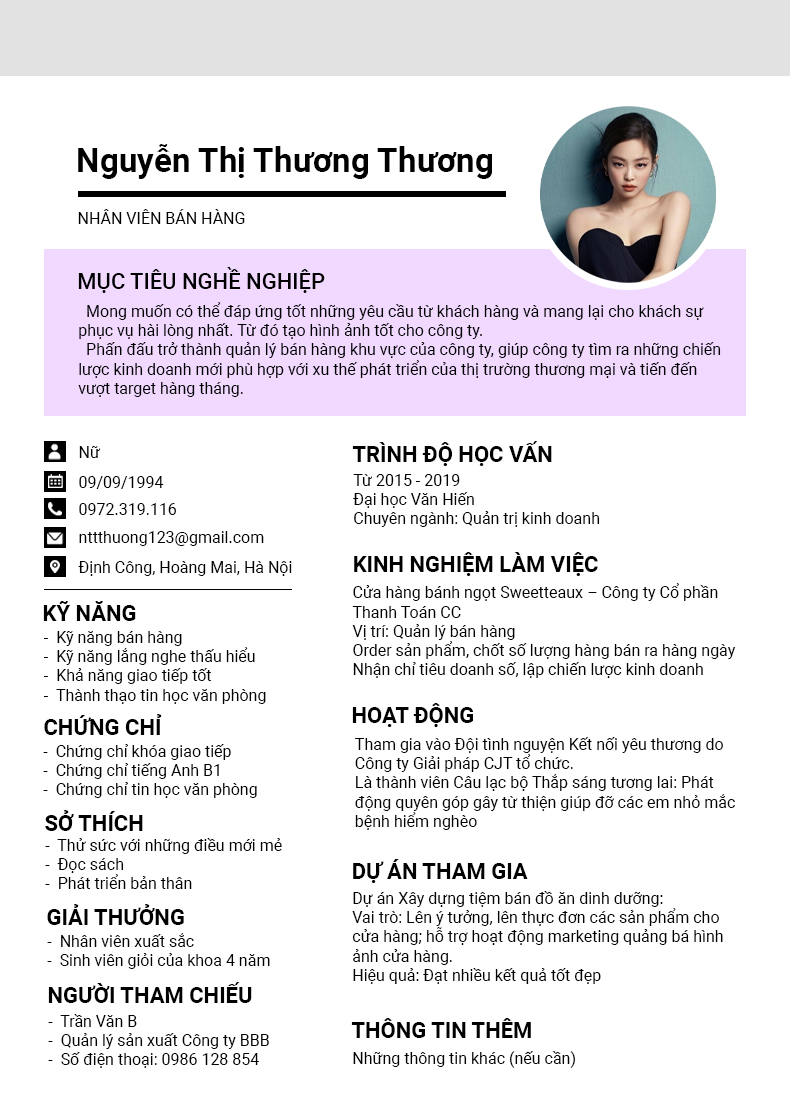 Nguyễn Thị Thương Thương
NHÂN VIÊN BÁN HÀNG
MỤC TIÊU NGHỀ NGHIỆP
Mong muốn có thể đáp ứng tốt những yêu cầu từ khách hàng và mang lại cho khách sự
phục vụ hài lòng nhất. Từ đó tạo hình ảnh tốt cho công ty.
Phấn đấu trở thành quản lý bán hàng khu vực của công ty, giúp công ty tìm ra những chiến
lược kinh doanh mới phù hợp với xu thế phát triển của thị trường thương mại và tiến đến
vượt target hàng tháng.
Nữ
09/09/1994
0972.319.116
nttthuong123@gmail.com
Định Công, Hoàng Mai, Hà Nội
KỸ NĂNG
- Kỹ năng bán hàng
- Kỹ năng lắng nghe thấu hiểu
- Khả năng giao tiếp tốt
- Thành thạo tin học văn phòng
CHỨNG CHỈ
- Chứng chỉ khóa giao tiếp
- Chứng chỉ tiếng Anh B1
- Chứng chỉ tin học văn phòng
SỞ THÍCH
- Thử sức với những điều mới mẻ
- Đọc sách
- Phát triển bản thân
GIẢI THƯỞNG
- Nhân viên xuất sắc
- Sinh viên giỏi của khoa 4 năm
NGƯỜI THAM CHIẾU
- Trần Văn B
- Quản lý sản xuất Công ty BBB
- Số điện thoại: 0986 128 854
TRÌNH ĐỘ HỌC VẤN
Từ 2015 - 2019
Đại học Văn Hiến
Chuyên ngành: Quản trị kinh doanh
KINH NGHIỆM LÀM VIỆC
Cửa hàng bánh ngọt Sweetteaux – Công ty Cổ phần
Thanh Toán CC
Vị trí: Quản lý bán hàng
Order sản phẩm, chốt số lượng hàng bán ra hàng ngày
Nhận chỉ tiêu doanh số, lập chiến lược kinh doanh
HOẠT ĐỘNG
Tham gia vào Đội tình nguyện Kết nối yêu thương do
Công ty Giải pháp CJT tổ chức.
Là thành viên Câu lạc bộ Thắp sáng tương lai: Phát
động quyên góp gây từ thiện giúp đỡ các em nhỏ mắc
bệnh hiểm nghèo
DỰ ÁN THAM GIA
Dự án Xây dựng tiệm bán đồ ăn dinh dưỡng:
Vai trò: Lên ý tưởng, lên thực đơn các sản phẩm cho
cửa hàng; hỗ trợ hoạt động marketing quảng bá hình
ảnh cửa hàng.
Hiệu quả: Đạt nhiều kết quả tốt đẹp
THÔNG TIN THÊM
Những thông tin khác (nếu cần)